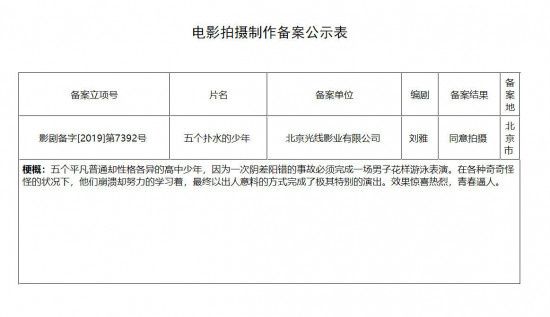 电影拍摄制作备案公示表
备案立项号 片名 备案单位 编剧 备案结果 备案地
影剧备字[2019]第7392号 五个扑水的少年 北京光线影业有限公司 刘雅 同意拍摄 北京市
梗概：五个平凡普通却性格各异的高中少年，因为一次阴差阳错的事故必须完成一场男子花样游泳表演。在各种奇奇怪
怪的状况下，他们崩溃却努力的学习着，最终以出人意料的方式完成了极其特别的演出。效果惊喜热烈，青春逼人。